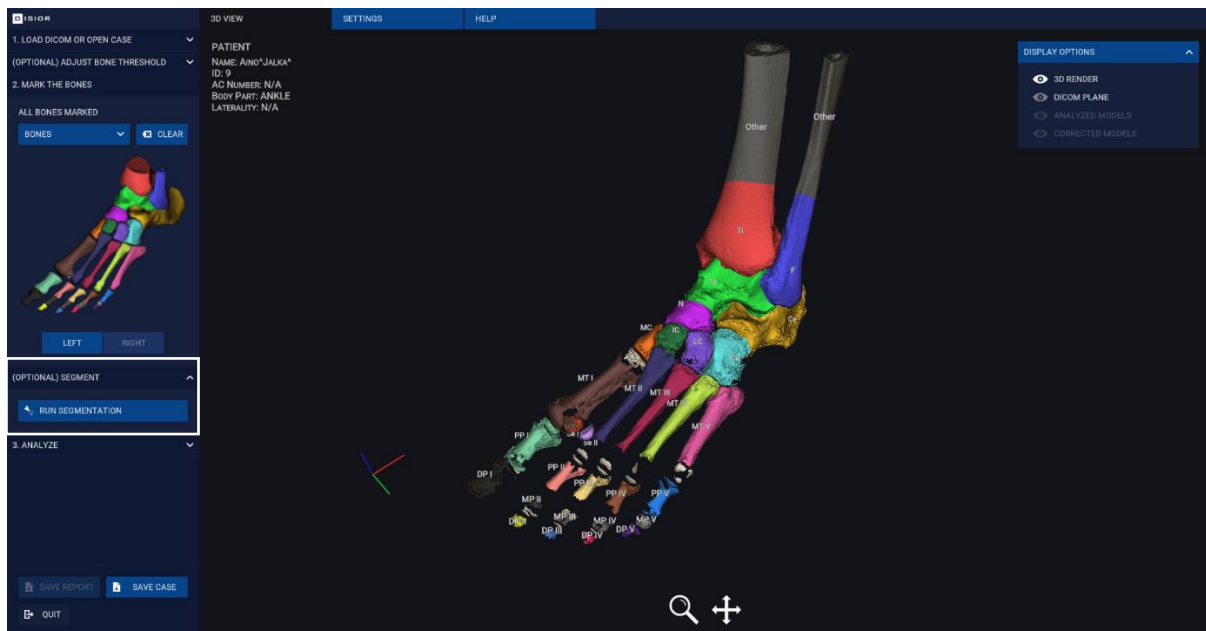 DISIOR
3D VIEW
SETTINGS
HELP
1. LOAD DICOM OR OPEN CASE
(OPTIONAL) ADJUST BONE THRESHOLD
2. MARK THE BONES
ALL BONES MARKED
BONES
CLEAR
LEFT
RIGHT
(OPTIONAL) SEGMENT
RUN SEGMENTATION
3. ANALYZE
SAVE REPORT
SAVE CASE
QUIT
PATIENT
NAME: AINO^JALKA^
ID: 9
AC NUMBER: N/A
BODY PART: ANKLE
LATERALITY: N/A
DISPLAY OPTIONS
3D RENDER
DICOM PLANE
ANALYZED MODELS
CORRECTED MODELS
Other
Other
Ti
F
N
MC
IC
LC
MT I
MT II
MT III
MT V
PP I
Se II
DP I
PP II
PP IV
PP V
MP II
MP III
MP IV
MP V
DP III
DP IV
DP V